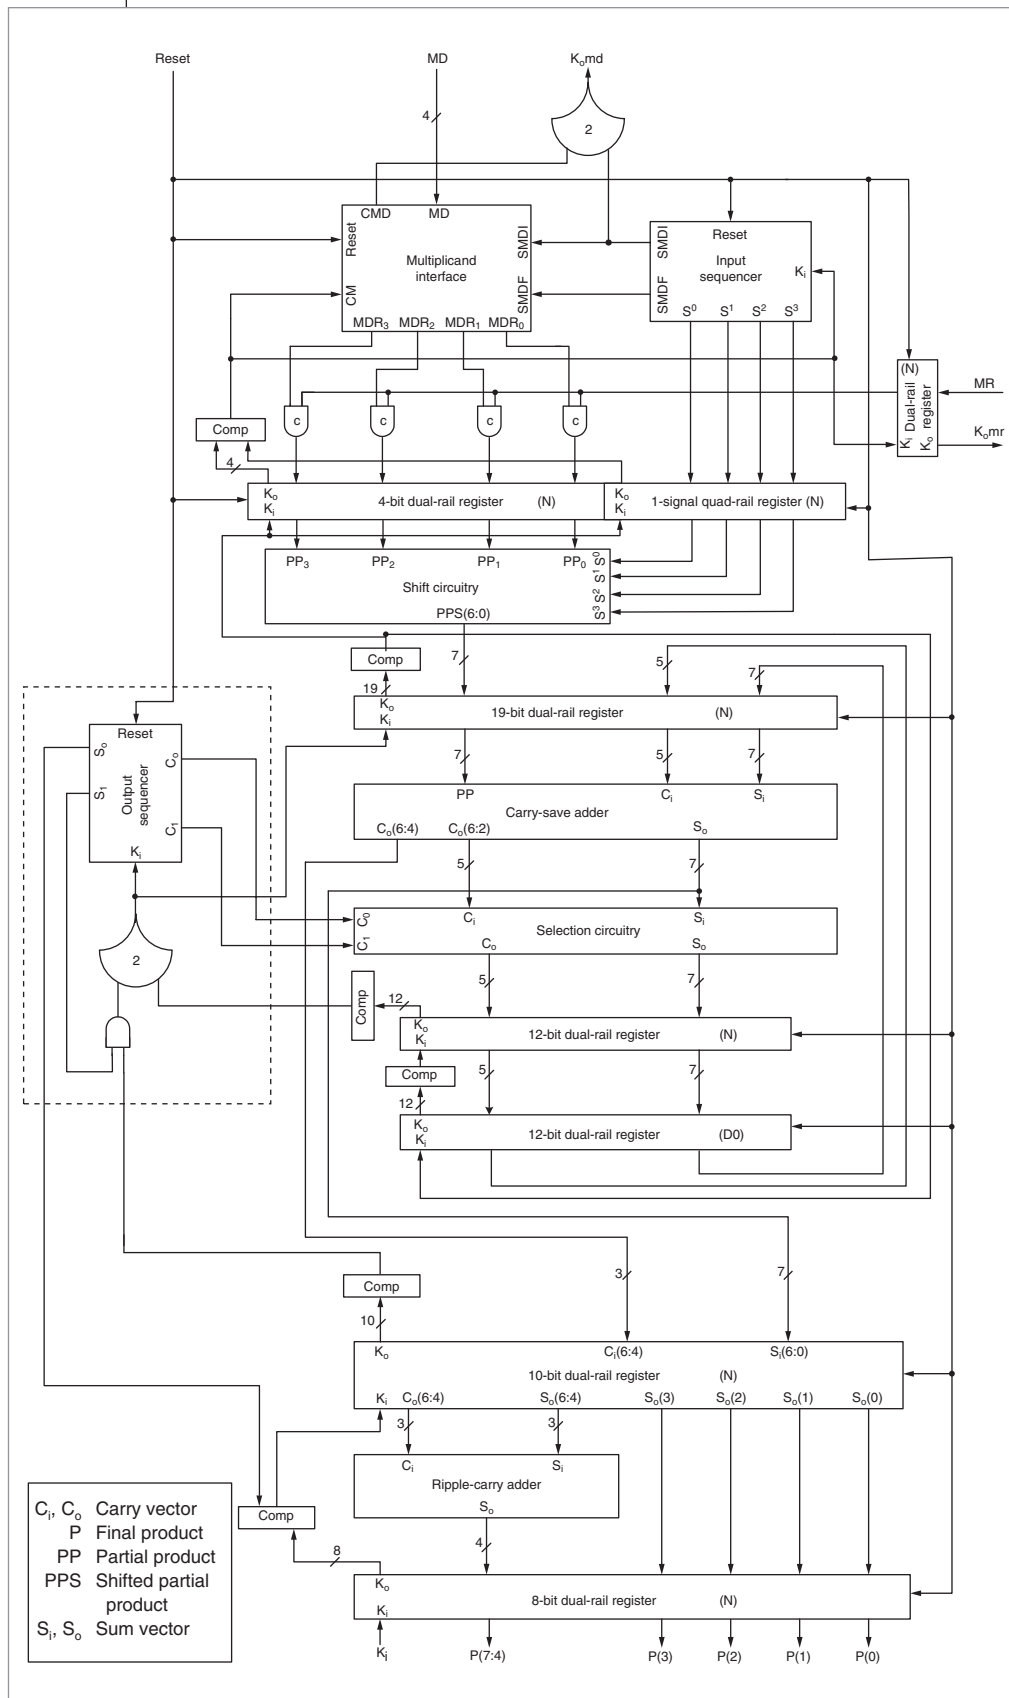 Reset
MD
Komd
4
2
CMD
MD
Reset
CM
Multiplicand
interface
SMDI
SMDF
MDR3
MDR2
MDR1
MDR0
SMDI
SMDF
Reset
Input
sequencer
Ki
S0
S1
S2
S3
(N)
Dual-rail
register
Ki
Ko
MR
Komr
Comp
c
c
c
c
4
Ko
Ki
4-bit dual-rail register
(N)
Ko
Ki
1-signal quad-rail register (N)
PP3
PP2
PP1
PP0
S0
S1
S2
S3
Shift circuitry
PPS(6:0)
Comp
7
5
7
19
Ko
Ki
19-bit dual-rail register
(N)
7
5
7
Reset
So
S1
Output
sequencer
Co
C1
Ki
PP
Ci
Si
Carry-save adder
Co(6:4)
Co(6:2)
So
5
7
C0
C1
Ci
Si
Selection circuitry
Co
So
2
5
7
Comp
12
Ko
Ki
12-bit dual-rail register
(N)
Comp
5
7
12
Ko
Ki
12-bit dual-rail register
(D0)
3
7
Comp
10
Ko
Ci(6:4)
Si(6:0)
10-bit dual-rail register
(N)
Ki
Co(6:4)
So(6:4)
So(3)
So(2)
So(1)
So(0)
3
3
Ci
Si
Ripple-carry adder
So
Comp
4
8
Ko
Ki
8-bit dual-rail register
(N)
Ki
P(7:4)
P(3)
P(2)
P(1)
P(0)
Ci, Co Carry vector
P Final product
PP Partial product
PPS Shifted partial
product
Si, So Sum vector